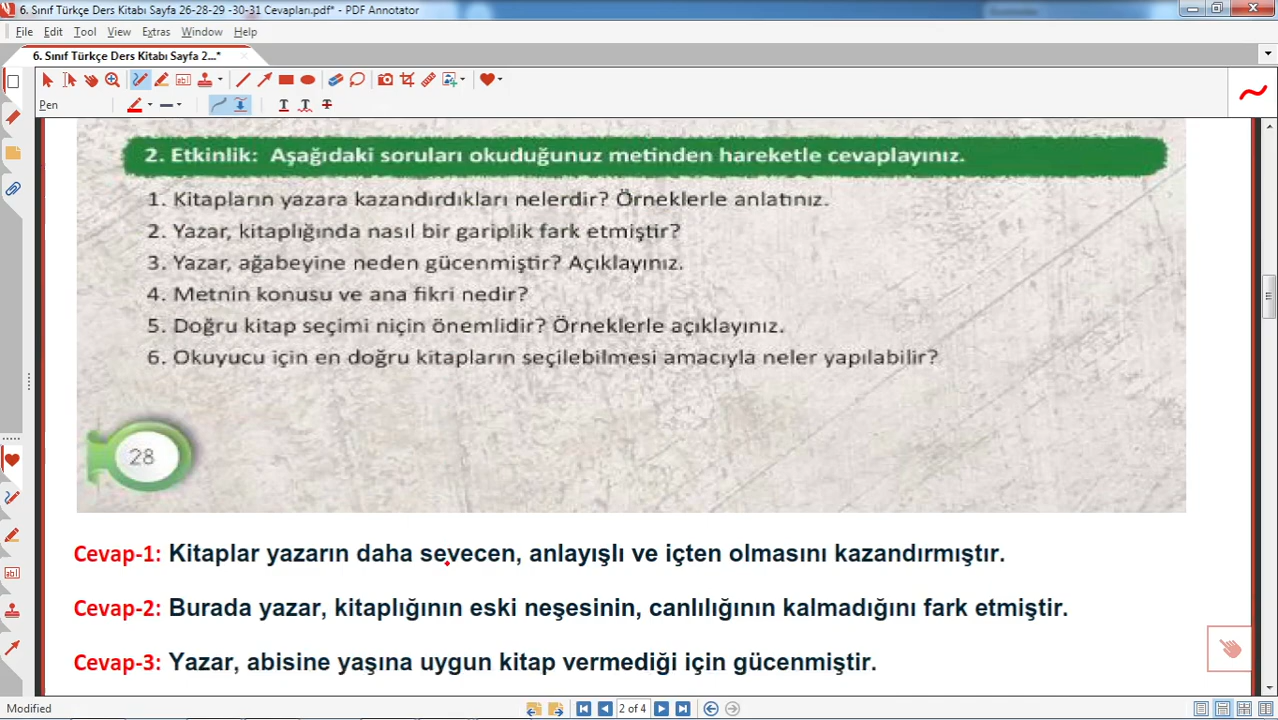 6. Sınıf Türkçe Ders Kitabı Sayfa 26-28-29 -30-31 Cevapları.pdf* - PDF Annotator
File Edit Tool View Extras Window Help
6. Sınıf Türkçe Ders Kitabı Sayfa 2...*
Pen
2. Etkinlik: Aşağıdaki soruları okuduğunuz metinden hareketle cevaplayınız.
1. Kitapların yazara kazandırdıkları nelerdir? Örneklerle anlatınız.
2. Yazar, kitaplığında nasıl bir gariplik fark etmiştir?
3. Yazar, ağabeyine neden gücenmiştir? Açıklayınız.
4. Metnin konusu ve ana fikri nedir?
5. Doğru kitap seçimi niçin önemlidir? Örneklerle açıklayınız.
6. Okuyucu için en doğru kitapların seçilebilmesi amacıyla neler yapılabilir?
28
Cevap-1: Kitaplar yazarın daha sevecen, anlayışlı ve içten olmasını kazandırmıştır.
Cevap-2: Burada yazar, kitaplığının eski neşesinin, canlılığının kalmadığını fark etmiştir.
Cevap-3: Yazar, abisine yaşına uygun kitap vermediği için gücenmiştir.
Modified 2 of 4